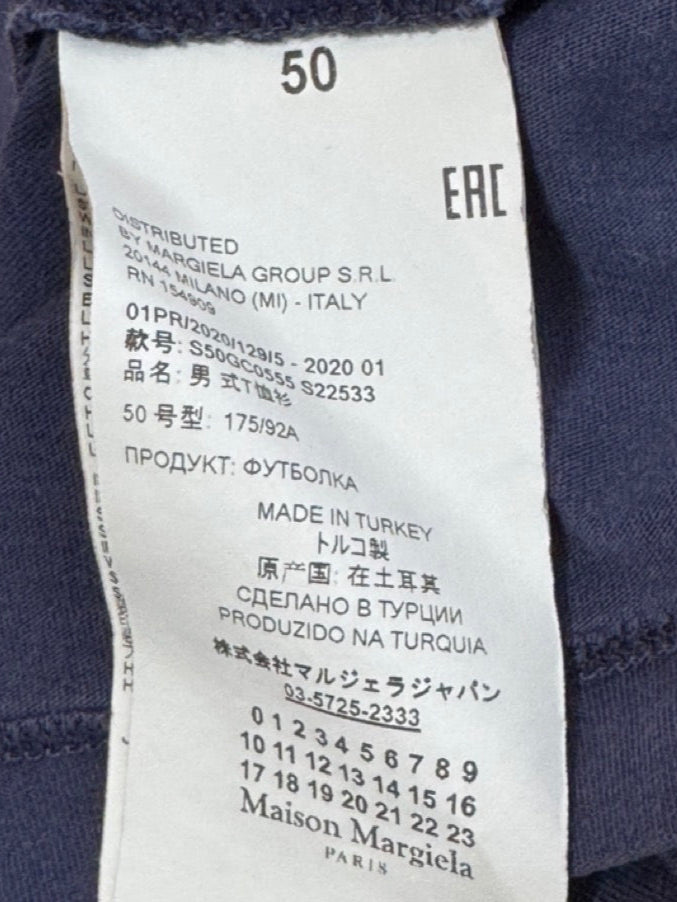 50
EAC
DISTRIBUTED
BY MARGIELA GROUP S.R.L.
20144 MILANO (MI) - ITALY
RN 154909
01PR/2020/129/5 - 2020 01
款号: S50GC0555 S22533
品名: 男 式T恤衫
50 号型: 175/92A
ПРОДУКТ: ФУТБОЛКА
MADE IN TURKEY
トルコ製
原产国: 在土耳其
СДЕЛАНО В ТУРЦИИ
PRODUZIDO NA TURQUIA
株式会社マルジェラジャパン
03-5725-2333
0 1 2 3 4 5 6 7 8 9
10 11 12 13 14 15 16
17 18 19 20 21 22 23
Maison Margiela
PARIS